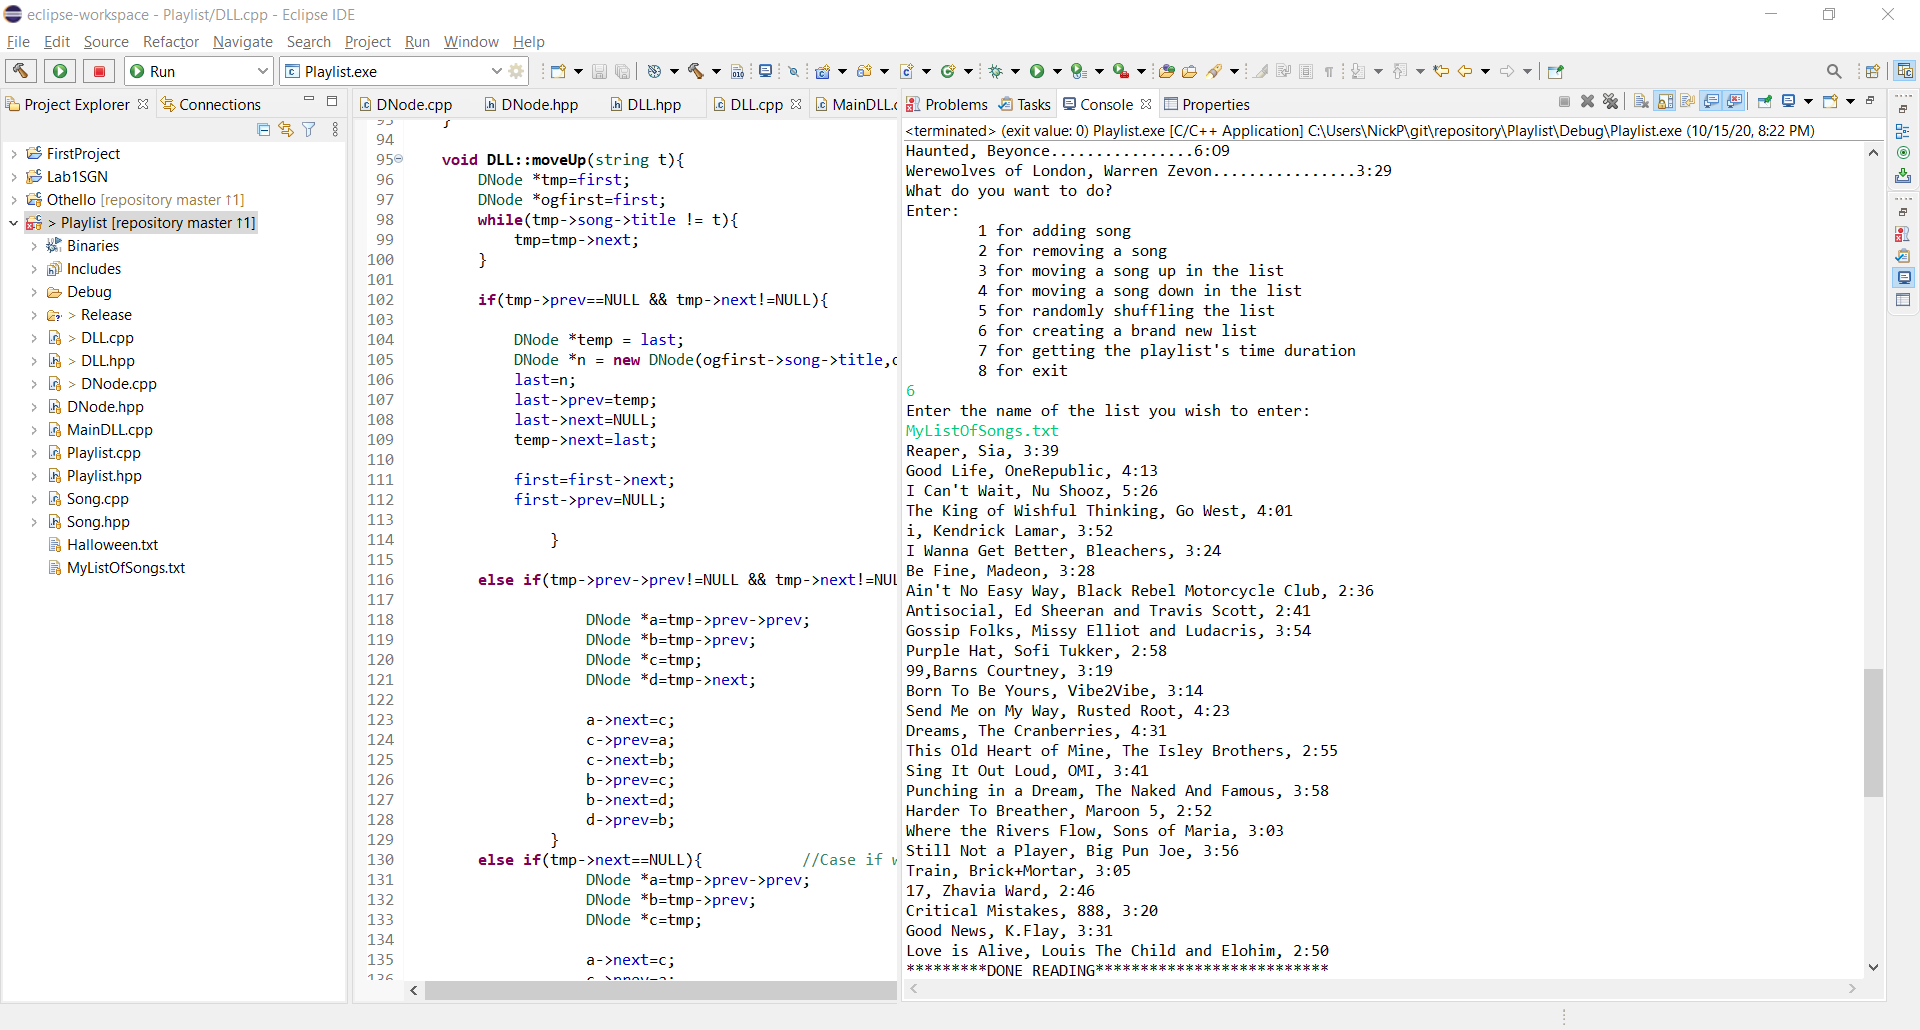 eclipse-workspace - Playlist/DLL.cpp - Eclipse IDE
File Edit Source Refactor Navigate Search Project Run Window Help
Run
Playlist.exe
Project Explorer
Connections
FirstProject
Lab1SGN
Othello [repository master ↑1]
> Playlist [repository master ↑1]
Binaries
Includes
Debug
> Release
> DLL.cpp
> DLL.hpp
> DNode.cpp
DNode.hpp
MainDLL.cpp
Playlist.cpp
Playlist.hpp
Song.cpp
Song.hpp
Halloween.txt
MyListOfSongs.txt
DNode.cpp DNode.hpp DLL.hpp DLL.cpp MainDLL.c
93 }
94
95 void DLL::moveUp(string t){
96 DNode *tmp=first;
97 DNode *ogfirst=first;
98 while(tmp->song->title != t){
99 tmp=tmp->next;
100 }
101
102 if(tmp->prev==NULL && tmp->next!=NULL){
103
104 DNode *temp = last;
105 DNode *n = new DNode(ogfirst->song->title,o
106 last=n;
107 last->prev=temp;
108 last->next=NULL;
109 temp->next=last;
110
111 first=first->next;
112 first->prev=NULL;
113
114 }
115
116 else if(tmp->prev->prev!=NULL && tmp->next!=NUL
117
118 DNode *a=tmp->prev->prev;
119 DNode *b=tmp->prev;
120 DNode *c=tmp;
121 DNode *d=tmp->next;
122
123 a->next=c;
124 c->prev=a;
125 c->next=b;
126 b->prev=c;
127 b->next=d;
128 d->prev=b;
129 }
130 else if(tmp->next==NULL){ //Case if w
131 DNode *a=tmp->prev->prev;
132 DNode *b=tmp->prev;
133 DNode *c=tmp;
134
135 a->next=c;
136 c->prev=a;
Problems Tasks Console Properties
<terminated> (exit value: 0) Playlist.exe [C/C++ Application] C:\Users\NickP\git\repository\Playlist\Debug\Playlist.exe (10/15/20, 8:22 PM)
Haunted, Beyonce................6:09
Werewolves of London, Warren Zevon................3:29
What do you want to do?
Enter:
1 for adding song
2 for removing a song
3 for moving a song up in the list
4 for moving a song down in the list
5 for randomly shuffling the list
6 for creating a brand new list
7 for getting the playlist's time duration
8 for exit
6
Enter the name of the list you wish to enter:
MyListOfSongs.txt
Reaper, Sia, 3:39
Good Life, OneRepublic, 4:13
I Can't Wait, Nu Shooz, 5:26
The King of Wishful Thinking, Go West, 4:01
i, Kendrick Lamar, 3:52
I Wanna Get Better, Bleachers, 3:24
Be Fine, Madeon, 3:28
Ain't No Easy Way, Black Rebel Motorcycle Club, 2:36
Antisocial, Ed Sheeran and Travis Scott, 2:41
Gossip Folks, Missy Elliot and Ludacris, 3:54
Purple Hat, Sofi Tukker, 2:58
99,Barns Courtney, 3:19
Born To Be Yours, Vibe2Vibe, 3:14
Send Me on My Way, Rusted Root, 4:23
Dreams, The Cranberries, 4:31
This Old Heart of Mine, The Isley Brothers, 2:55
Sing It Out Loud, OMI, 3:41
Punching in a Dream, The Naked And Famous, 3:58
Harder To Breather, Maroon 5, 2:52
Where the Rivers Flow, Sons of Maria, 3:03
Still Not a Player, Big Pun Joe, 3:56
Train, Brick+Mortar, 3:05
17, Zhavia Ward, 2:46
Critical Mistakes, 888, 3:20
Good News, K.Flay, 3:31
Love is Alive, Louis The Child and Elohim, 2:50
*********DONE READING**************************